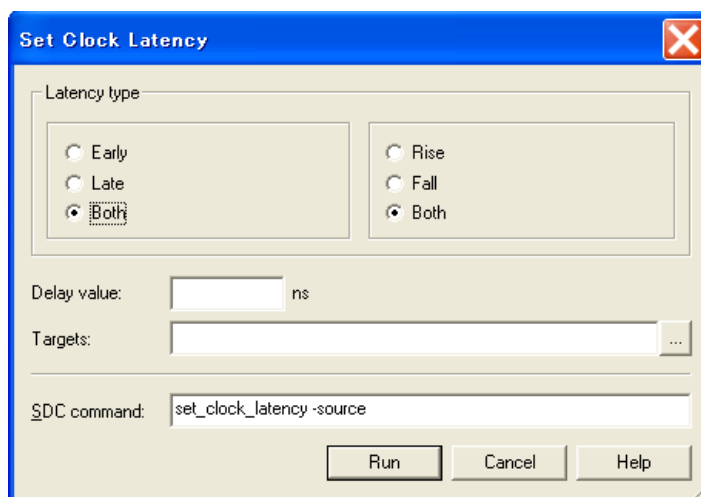 Set Clock Latency
Latency type
Early
Late
Both
Rise
Fall
Both
Delay value:
ns
Targets:
...
SDC command:
set_clock_latency -source
Run
Cancel
Help